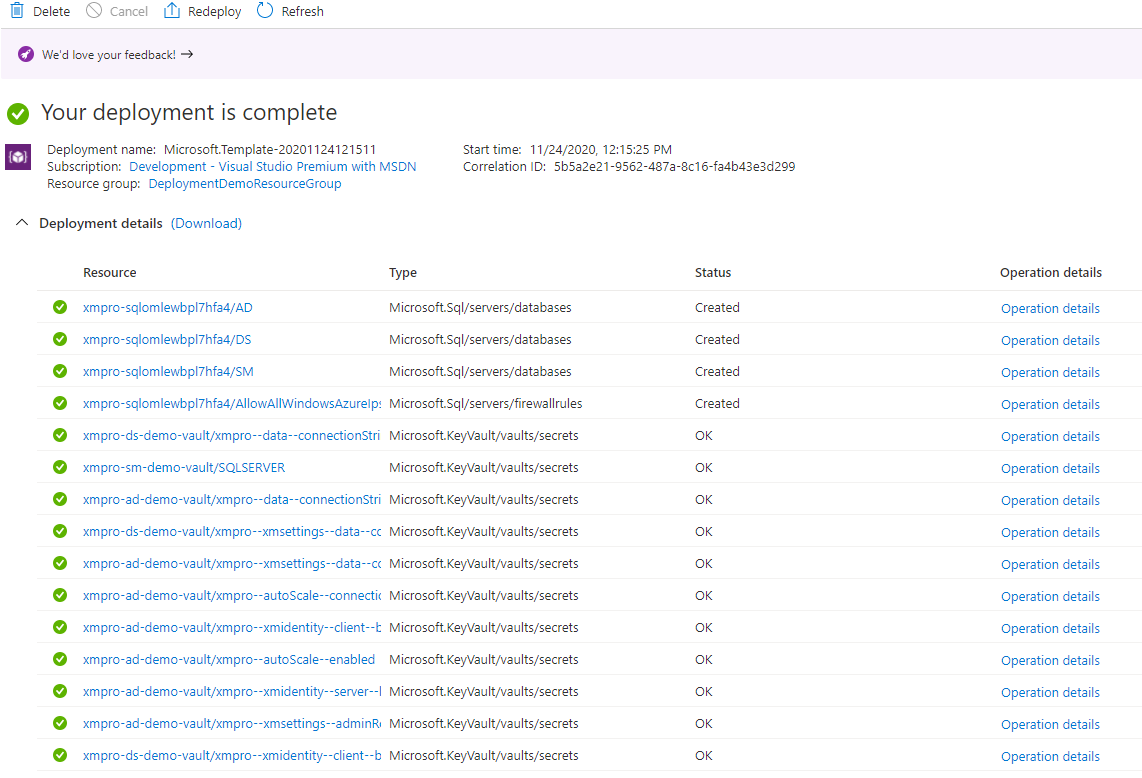 Delete Cancel Redeploy Refresh
We'd love your feedback! →
Your deployment is complete
Deployment name: Microsoft.Template-20201124121511 Start time: 11/24/2020, 12:15:25 PM
Subscription: Development - Visual Studio Premium with MSDN Correlation ID: 5b5a2e21-9562-487a-8c16-fa4b43e3d299
Resource group: DeploymentDemoResourceGroup
Deployment details (Download)
Resource Type Status Operation details
xmpro-sqlomlewbpl7hfa4/AD Microsoft.Sql/servers/databases Created Operation details
xmpro-sqlomlewbpl7hfa4/DS Microsoft.Sql/servers/databases Created Operation details
xmpro-sqlomlewbpl7hfa4/SM Microsoft.Sql/servers/databases Created Operation details
xmpro-sqlomlewbpl7hfa4/AllowAllWindowsAzureIps Microsoft.Sql/servers/firewallrules Created Operation details
xmpro-ds-demo-vault/xmpro--data--connectionStri Microsoft.KeyVault/vaults/secrets OK Operation details
xmpro-sm-demo-vault/SQLSERVER Microsoft.KeyVault/vaults/secrets OK Operation details
xmpro-ad-demo-vault/xmpro--data--connectionStri Microsoft.KeyVault/vaults/secrets OK Operation details
xmpro-ds-demo-vault/xmpro--xmsettings--data--co Microsoft.KeyVault/vaults/secrets OK Operation details
xmpro-ad-demo-vault/xmpro--xmsettings--data--co Microsoft.KeyVault/vaults/secrets OK Operation details
xmpro-ad-demo-vault/xmpro--autoScale--connectio Microsoft.KeyVault/vaults/secrets OK Operation details
xmpro-ad-demo-vault/xmpro--xmidentity--client--b Microsoft.KeyVault/vaults/secrets OK Operation details
xmpro-ad-demo-vault/xmpro--autoScale--enabled Microsoft.KeyVault/vaults/secrets OK Operation details
xmpro-ad-demo-vault/xmpro--xmidentity--server--l Microsoft.KeyVault/vaults/secrets OK Operation details
xmpro-ad-demo-vault/xmpro--xmsettings--adminRe Microsoft.KeyVault/vaults/secrets OK Operation details
xmpro-ds-demo-vault/xmpro--xmidentity--client--b Microsoft.KeyVault/vaults/secrets OK Operation details